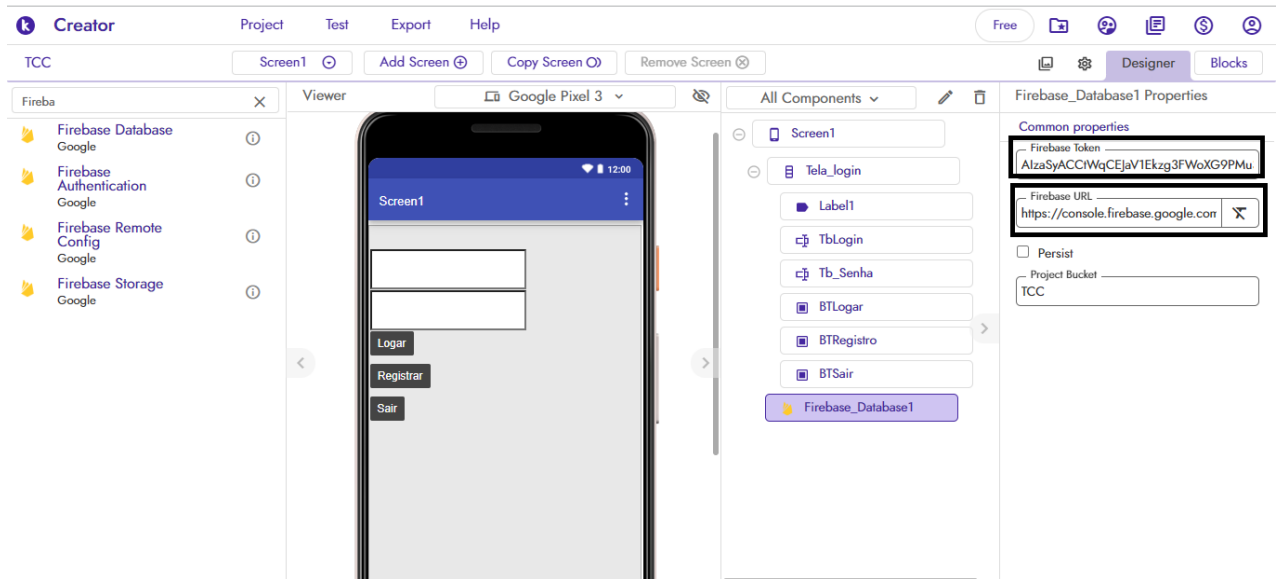 Creator Project Test Export Help Free
TCC Screen1 Add Screen Copy Screen Remove Screen Designer Blocks
Fireba
Firebase Database
Google
Firebase
Authentication
Google
Firebase Remote
Config
Google
Firebase Storage
Google
Viewer Google Pixel 3
12:00
Screen1
Logar
Registrar
Sair
All Components
Screen1
Tela_login
Label1
TbLogin
Tb_Senha
BTLogar
BTRegistro
BTSair
Firebase_Database1
Firebase_Database1 Properties
Common properties
Firebase Token
AIzaSyACCtWqCEJaV1Ekzg3FWoXG9PMu
Firebase URL
https://console.firebase.google.com
Persist
Project Bucket
TCC